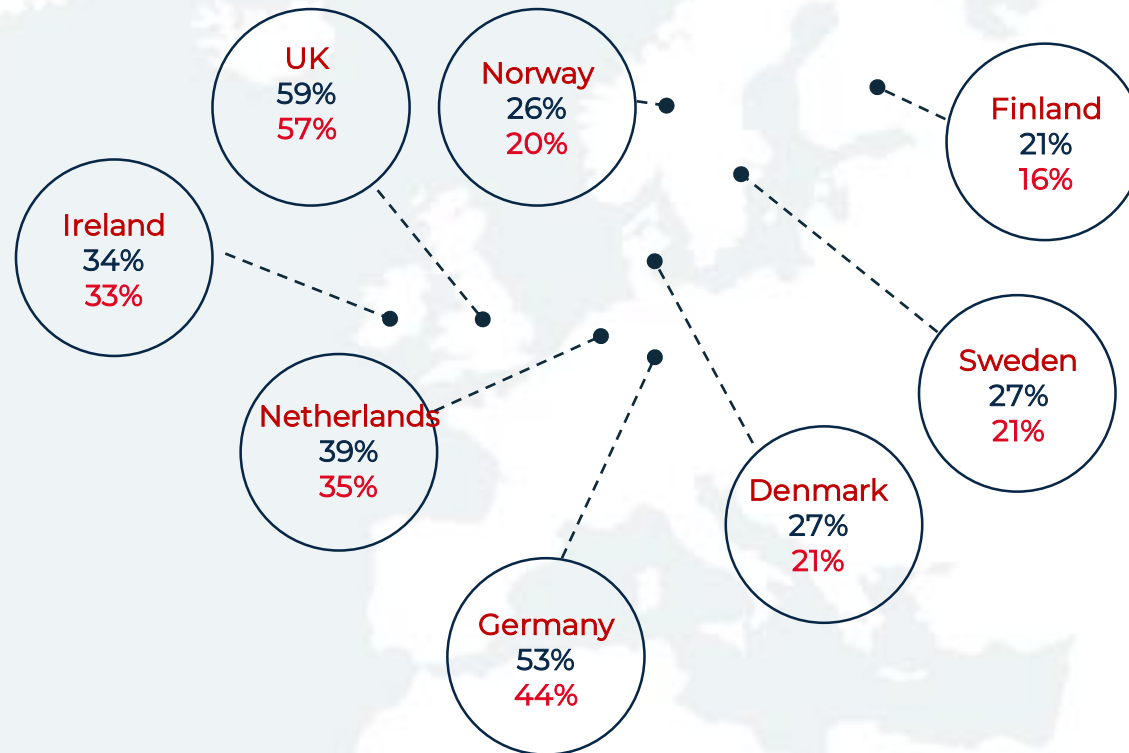 UK
59%
57%
Norway
26%
20%
Finland
21%
16%
Ireland
34%
33%
Sweden
27%
21%
Netherlands
39%
35%
Denmark
27%
21%
Germany
53%
44%